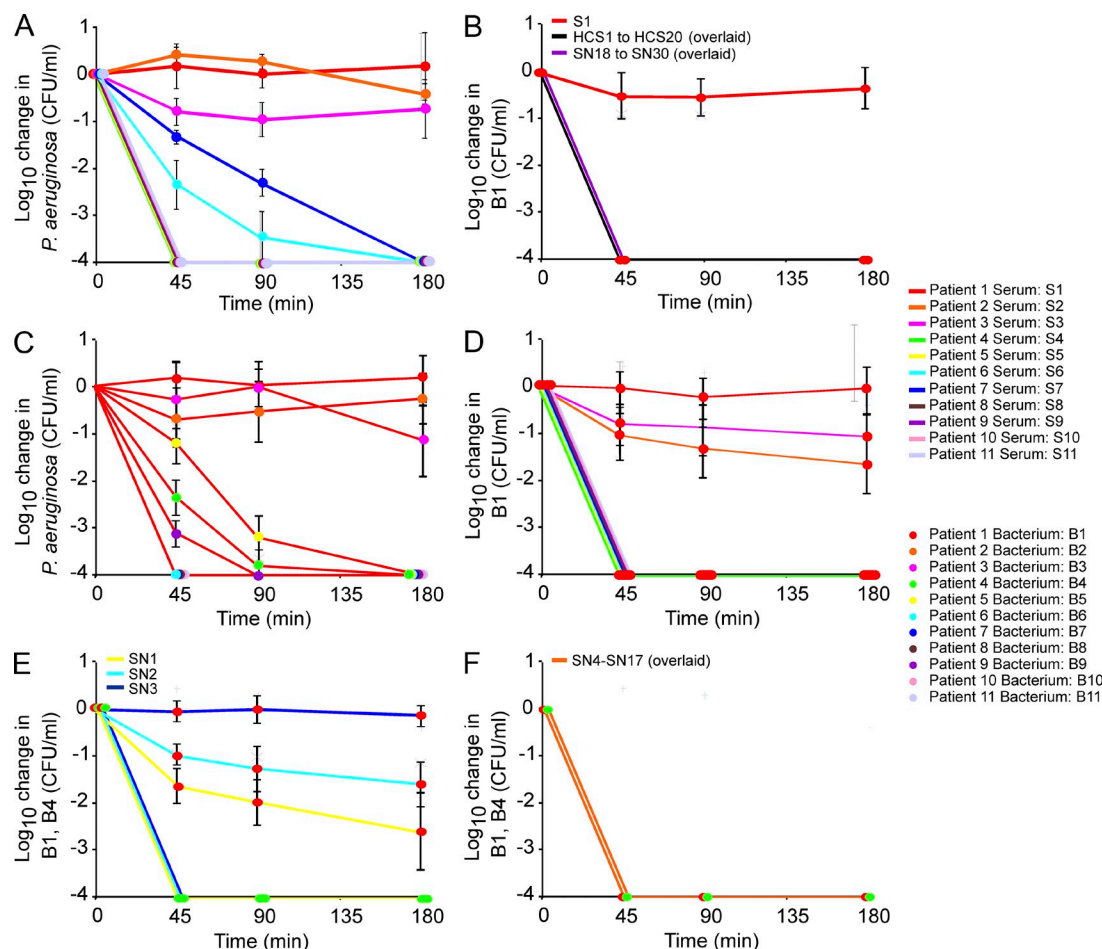 A
Log10 change in
P. aeruginosa (CFU/ml)
1
0
-1
-2
-3
-4
0 45 90 135 180
Time (min)
B
S1
HCS1 to HCS20 (overlaid)
SN18 to SN30 (overlaid)
Log10 change in
B1 (CFU/ml)
1
0
-1
-2
-3
-4
0 45 90 135 180
Time (min)
C
Log10 change in
P. aeruginosa (CFU/ml)
1
0
-1
-2
-3
-4
0 45 90 135 180
Time (min)
D
Log10 change in
B1 (CFU/ml)
1
0
-1
-2
-3
-4
0 45 90 135 180
Time (min)
Patient 1 Serum: S1
Patient 2 Serum: S2
Patient 3 Serum: S3
Patient 4 Serum: S4
Patient 5 Serum: S5
Patient 6 Serum: S6
Patient 7 Serum: S7
Patient 8 Serum: S8
Patient 9 Serum: S9
Patient 10 Serum: S10
Patient 11 Serum: S11
Patient 1 Bacterium: B1
Patient 2 Bacterium: B2
Patient 3 Bacterium: B3
Patient 4 Bacterium: B4
Patient 5 Bacterium: B5
Patient 6 Bacterium: B6
Patient 7 Bacterium: B7
Patient 8 Bacterium: B8
Patient 9 Bacterium: B9
Patient 10 Bacterium: B10
Patient 11 Bacterium: B11
E
SN1
SN2
SN3
Log10 change in
B1, B4 (CFU/ml)
1
0
-1
-2
-3
-4
0 45 90 135 180
Time (min)
F
SN4-SN17 (overlaid)
Log10 change in
B1, B4 (CFU/ml)
1
0
-1
-2
-3
-4
0 45 90 135 180
Time (min)